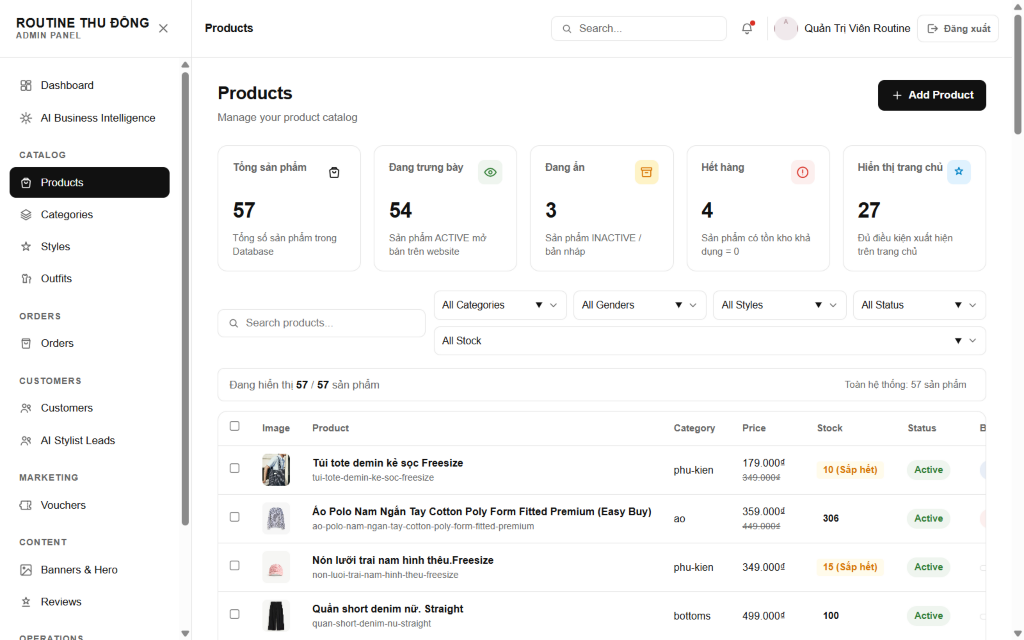 ROUTINE THU ĐÔNG
ADMIN PANEL
Dashboard
AI Business Intelligence
CATALOG
Products
Categories
Styles
Outfits
ORDERS
Orders
CUSTOMERS
Customers
AI Stylist Leads
MARKETING
Vouchers
CONTENT
Banners & Hero
Reviews
OPERATIONS
Products
Search...
A
Quản Trị Viên Routine
Đăng xuất
Products
Manage your product catalog
+ Add Product
Tổng sản phẩm
57
Tổng số sản phẩm trong
Database
Đang trưng bày
54
Sản phẩm ACTIVE mở
bán trên website
Đang ẩn
3
Sản phẩm INACTIVE /
bản nháp
Hết hàng
4
Sản phẩm có tồn kho khả
dụng = 0
Hiển thị trang chủ
27
Đủ điều kiện xuất hiện
trên trang chủ
Search products...
All Categories
All Genders
All Styles
All Status
All Stock
Đang hiển thị 57 / 57 sản phẩm
Toàn hệ thống: 57 sản phẩm
Image Product Category Price Stock Status
Túi tote demin kẻ sọc Freesize
tui-tote-demin-ke-soc-freesize
phu-kien
179.000₫
349.000₫
10 (Sắp hết)
Active
Áo Polo Nam Ngắn Tay Cotton Poly Form Fitted Premium (Easy Buy)
ao-polo-nam-ngan-tay-cotton-poly-form-fitted-premium
ao
359.000₫
449.000₫
306
Active
Nón lưỡi trai nam hình thêu.Freesize
non-luoi-trai-nam-hinh-theu-freesize
phu-kien
349.000₫
15 (Sắp hết)
Active
Quần short denim nữ. Straight
quan-short-denim-nu-straight
bottoms
499.000₫
100
Active